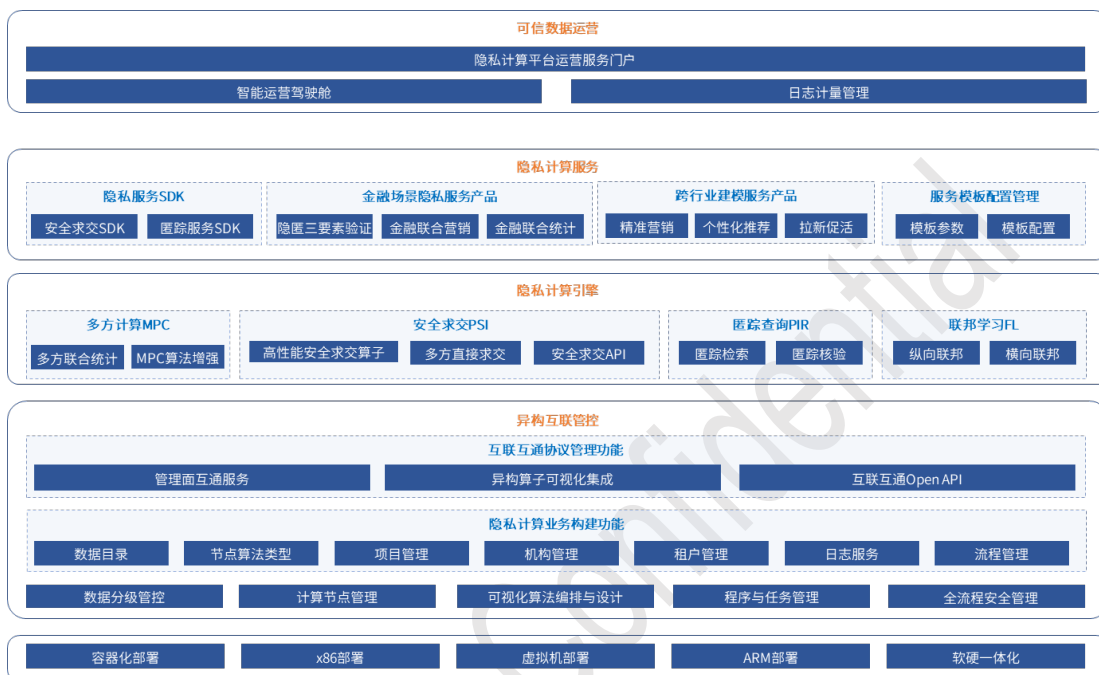 可信数据运营
隐私计算平台运营服务门户
智能运营驾驶舱 日志计量管理
隐私计算服务
隐私服务SDK 金融场景隐私服务产品 跨行业建模服务产品 服务模板配置管理
安全求交SDK 匿踪服务SDK 隐匿三要素验证 金融联合营销 金融联合统计 精准营销 个性化推荐 拉新促活 模板参数 模板配置
隐私计算引擎
多方计算MPC 安全求交PSI 匿踪查询PIR 联邦学习FL
多方联合统计 MPC算法增强 高性能安全求交算子 多方直接求交 安全求交API 匿踪检索 匿踪核验 纵向联邦 横向联邦
异构互联管控
互联互通协议管理功能
管理面互通服务 异构算子可视化集成 互联互通Open API
隐私计算业务构建功能
数据目录 节点算法类型 项目管理 机构管理 租户管理 日志服务 流程管理
数据分级管控 计算节点管理 可视化算法编排与设计 程序与任务管理 全流程安全管理
容器化部署 x86部署 虚拟机部署 ARM部署 软硬一体化
Confidential